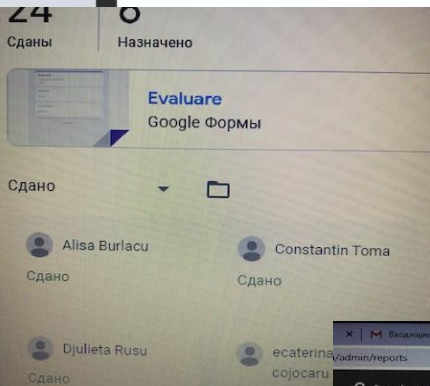 24
6
Сданы
Назначено
Evaluare
Google Формы
Сдано
Alisa Burlacu
Constantin Toma
Сдано
Сдано
Djulieta Rusu
ecaterina
cojocaru
Сдано
/admin/reports